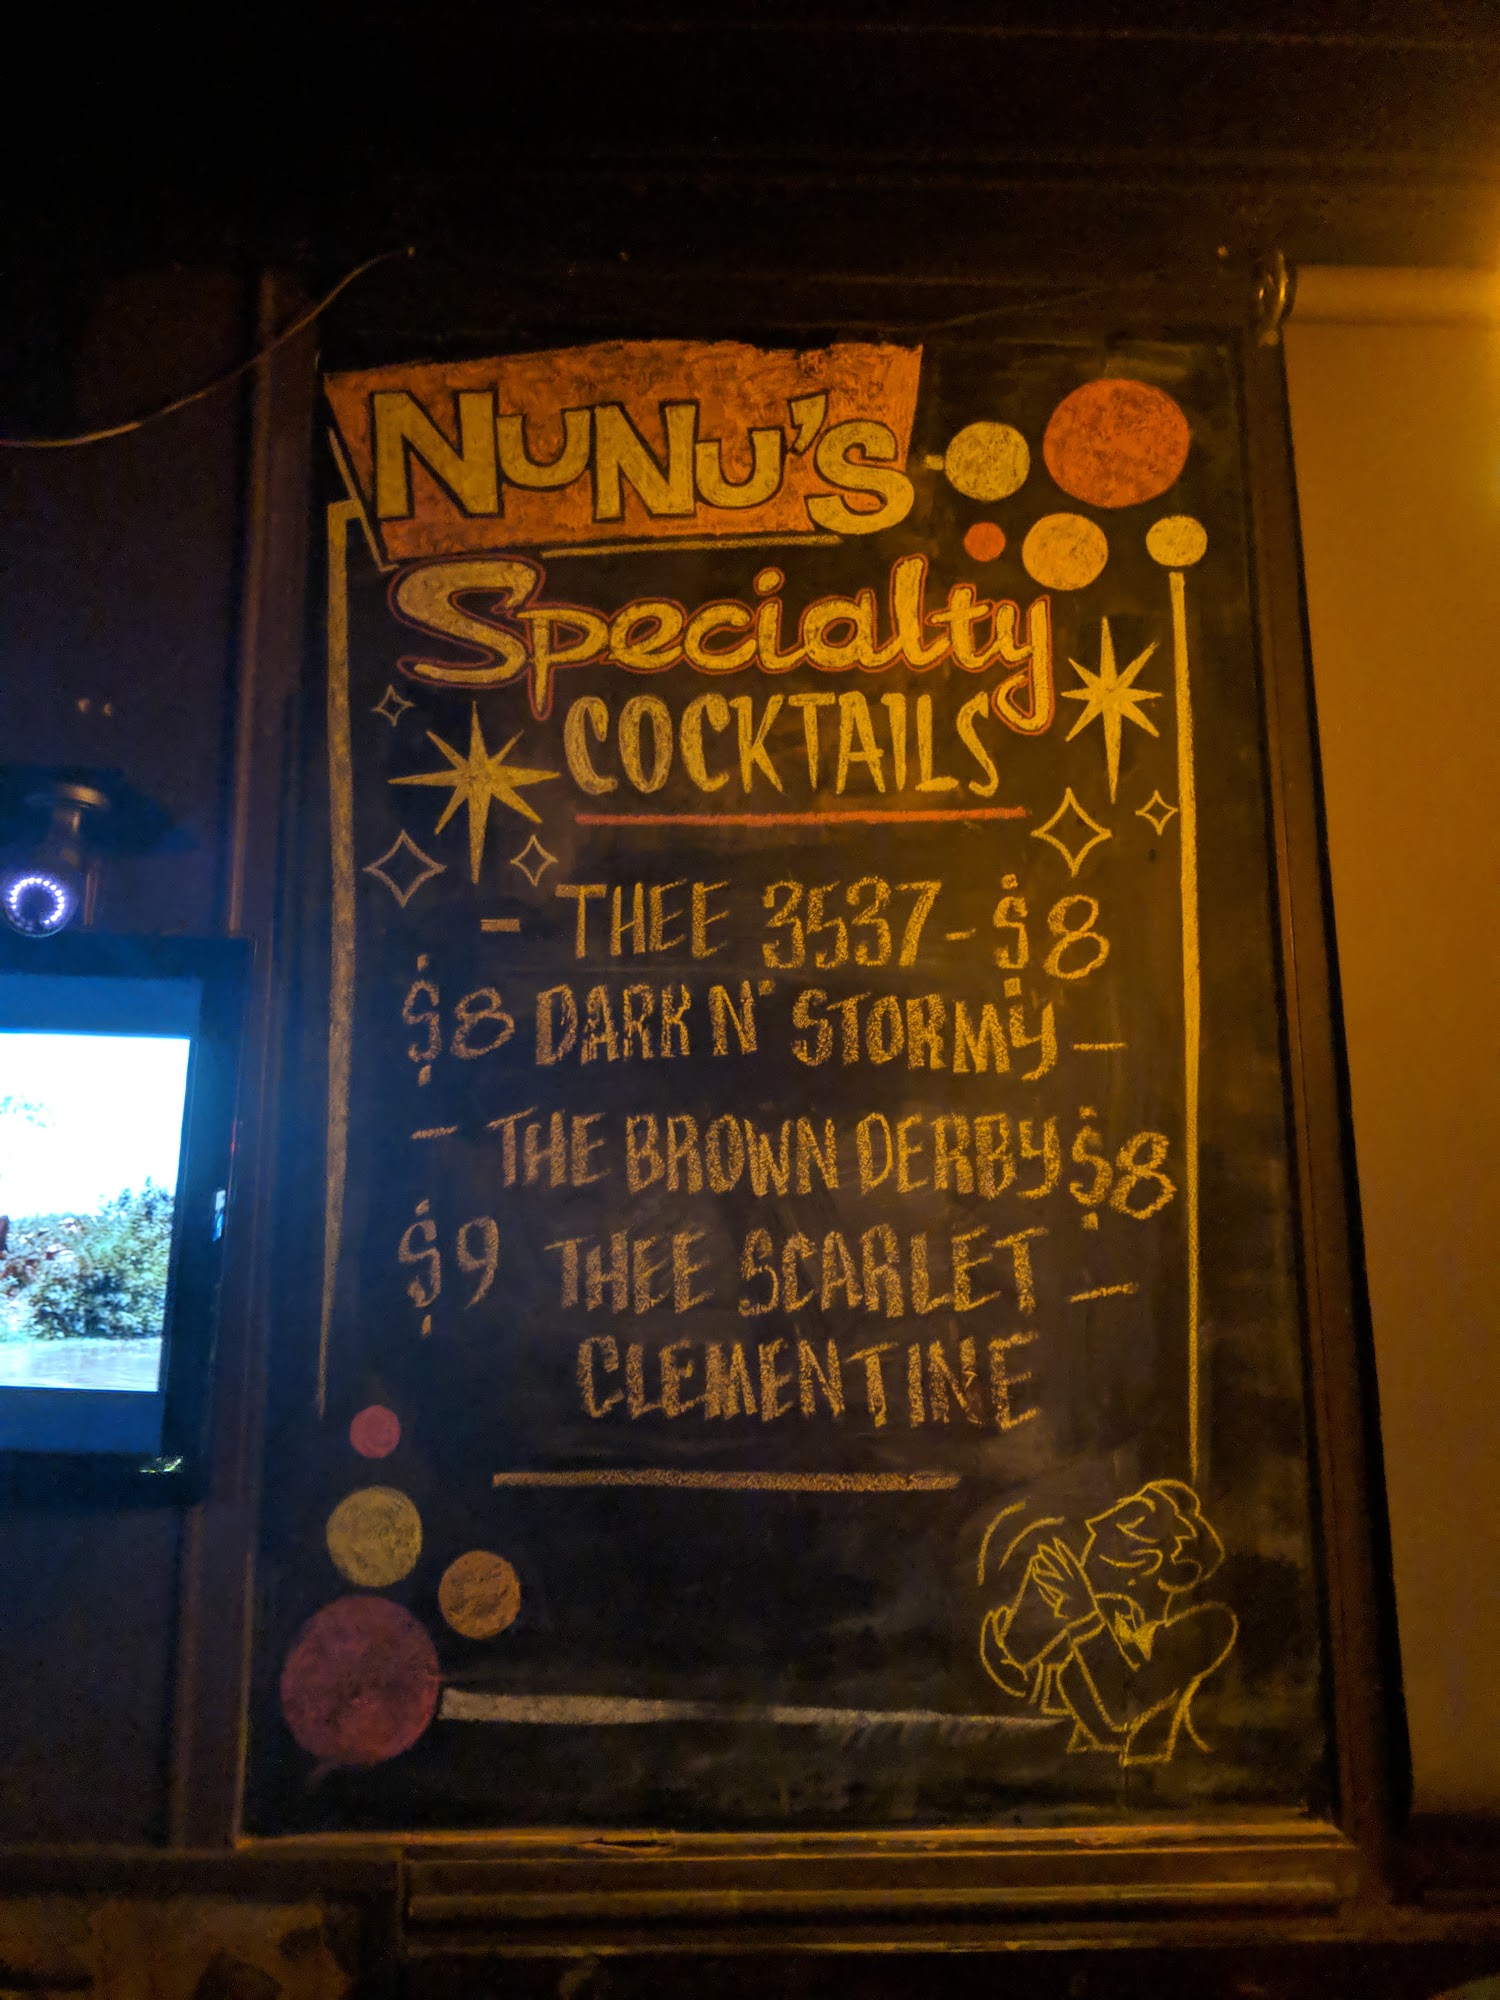 NUNU'S
Specialty
COCKTAILS
- THEE 3537 - $8
$8 DARK N' STORMY -
- THE BROWN DERBY $8
$9 THEE SCARLET -
CLEMENTINE